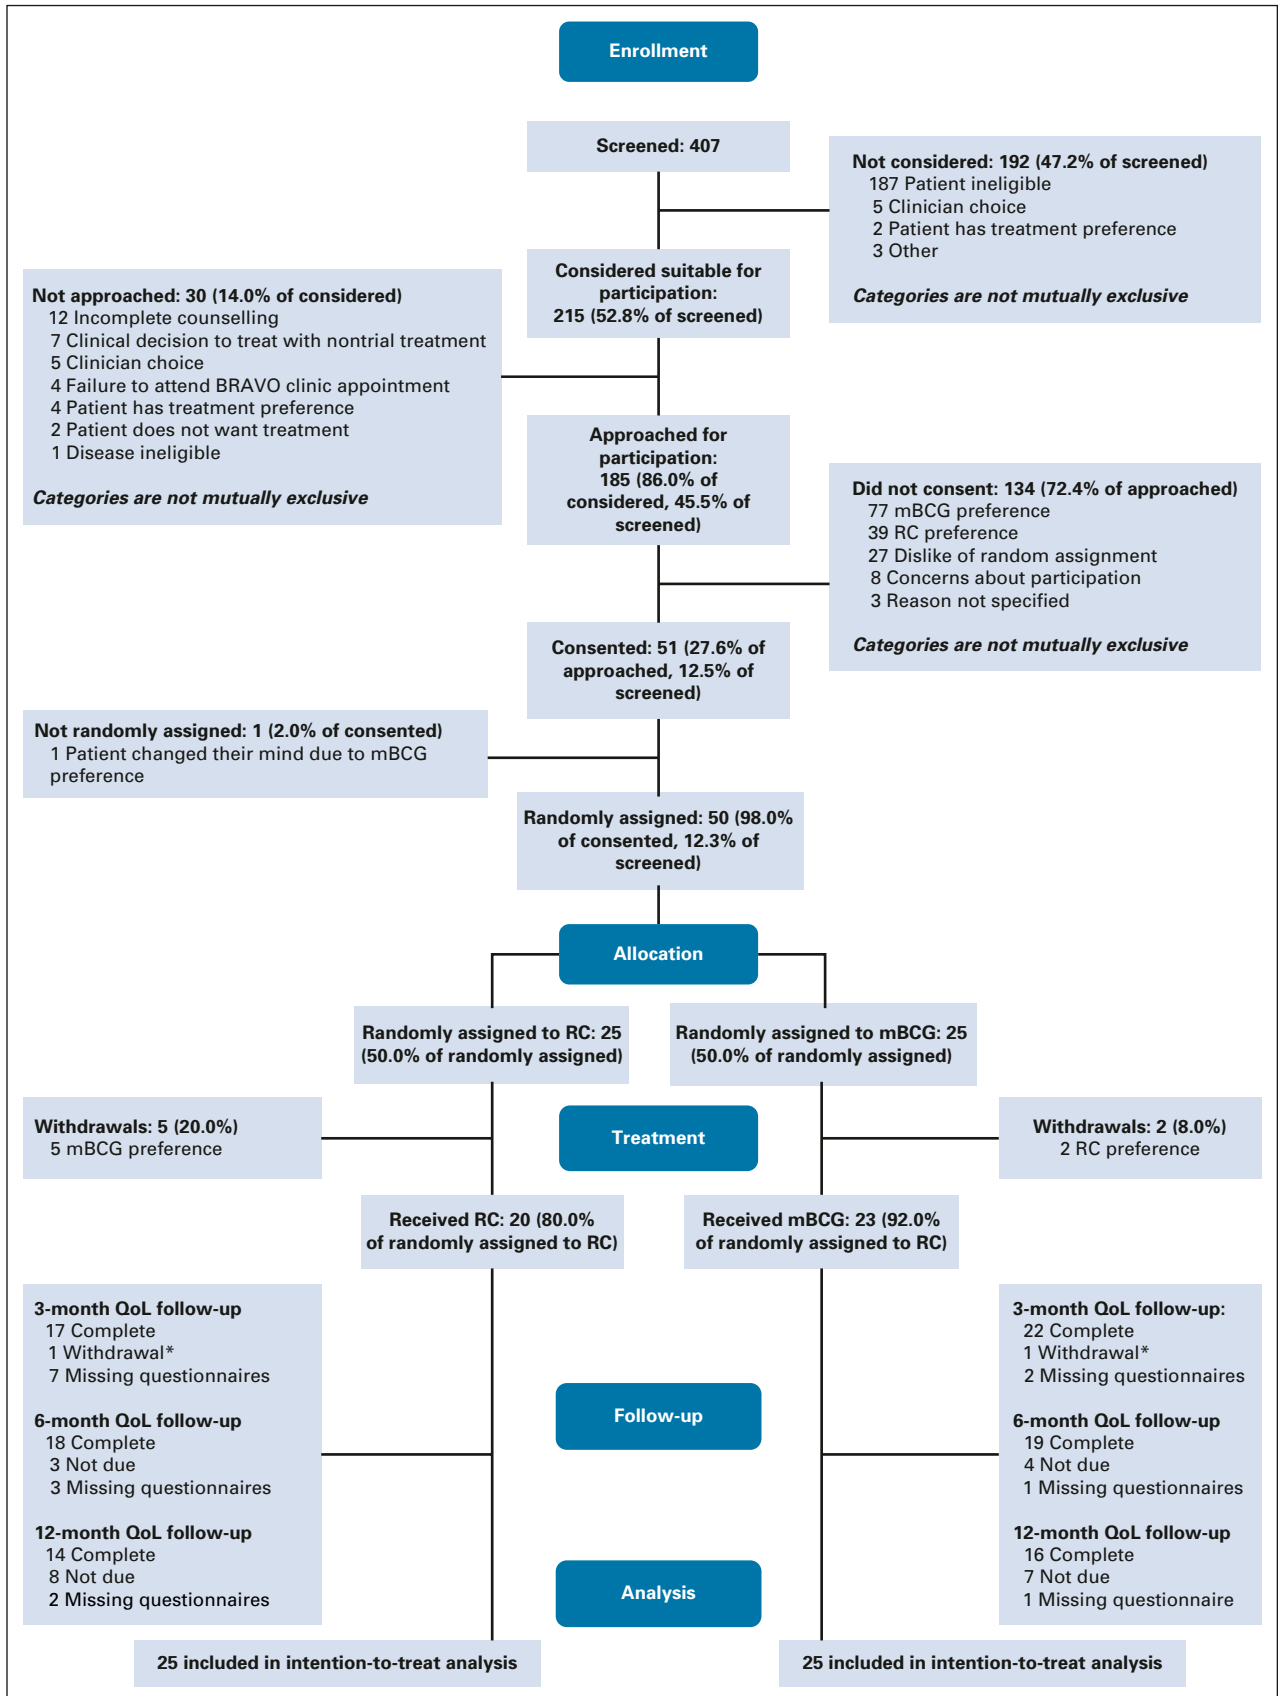 Enrollment
Screened: 407
Not considered: 192 (47.2% of screened)
187 Patient ineligible
5 Clinician choice
2 Patient has treatment preference
3 Other
Categories are not mutually exclusive
Considered suitable for
participation:
215 (52.8% of screened)
Not approached: 30 (14.0% of considered)
12 Incomplete counselling
7 Clinical decision to treat with nontrial treatment
5 Clinician choice
4 Failure to attend BRAVO clinic appointment
4 Patient has treatment preference
2 Patient does not want treatment
1 Disease ineligible
Categories are not mutually exclusive
Approached for
participation:
185 (86.0% of
considered, 45.5% of
screened)
Did not consent: 134 (72.4% of approached)
77 mBCG preference
39 RC preference
27 Dislike of random assignment
8 Concerns about participation
3 Reason not specified
Categories are not mutually exclusive
Consented: 51 (27.6% of
approached, 12.5% of
screened)
Not randomly assigned: 1 (2.0% of consented)
1 Patient changed their mind due to mBCG
preference
Randomly assigned: 50 (98.0%
of consented, 12.3% of
screened)
Allocation
Randomly assigned to RC: 25
(50.0% of randomly assigned)
Randomly assigned to mBCG: 25
(50.0% of randomly assigned)
Withdrawals: 5 (20.0%)
5 mBCG preference
Treatment
Withdrawals: 2 (8.0%)
2 RC preference
Received RC: 20 (80.0%
of randomly assigned to RC)
Received mBCG: 23 (92.0%
of randomly assigned to RC)
3-month QoL follow-up
17 Complete
1 Withdrawal*
7 Missing questionnaires
6-month QoL follow-up
18 Complete
3 Not due
3 Missing questionnaires
12-month QoL follow-up
14 Complete
8 Not due
2 Missing questionnaires
Follow-up
3-month QoL follow-up:
22 Complete
1 Withdrawal*
2 Missing questionnaires
6-month QoL follow-up
19 Complete
4 Not due
1 Missing questionnaires
12-month QoL follow-up
16 Complete
7 Not due
1 Missing questionnaire
Analysis
25 included in intention-to-treat analysis
25 included in intention-to-treat analysis